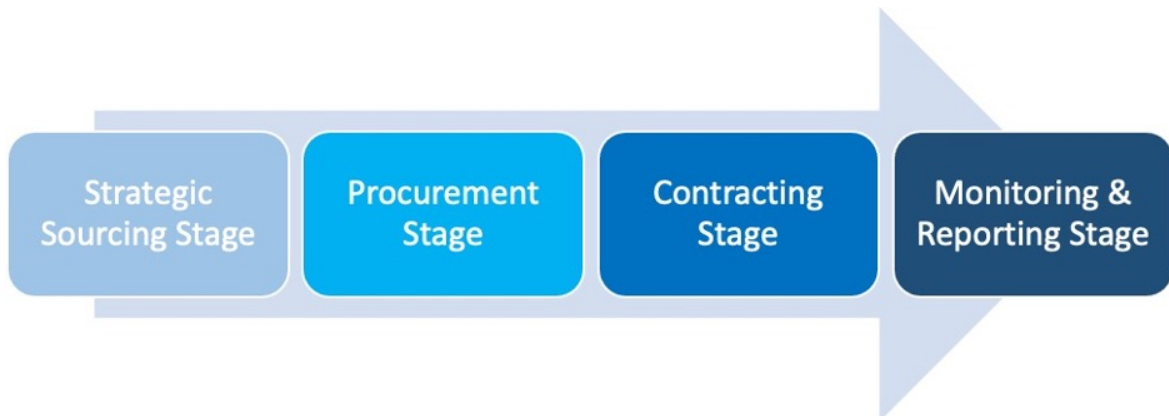 Strategic
Sourcing Stage
Procurement
Stage
Contracting
Stage
Monitoring &
Reporting Stage